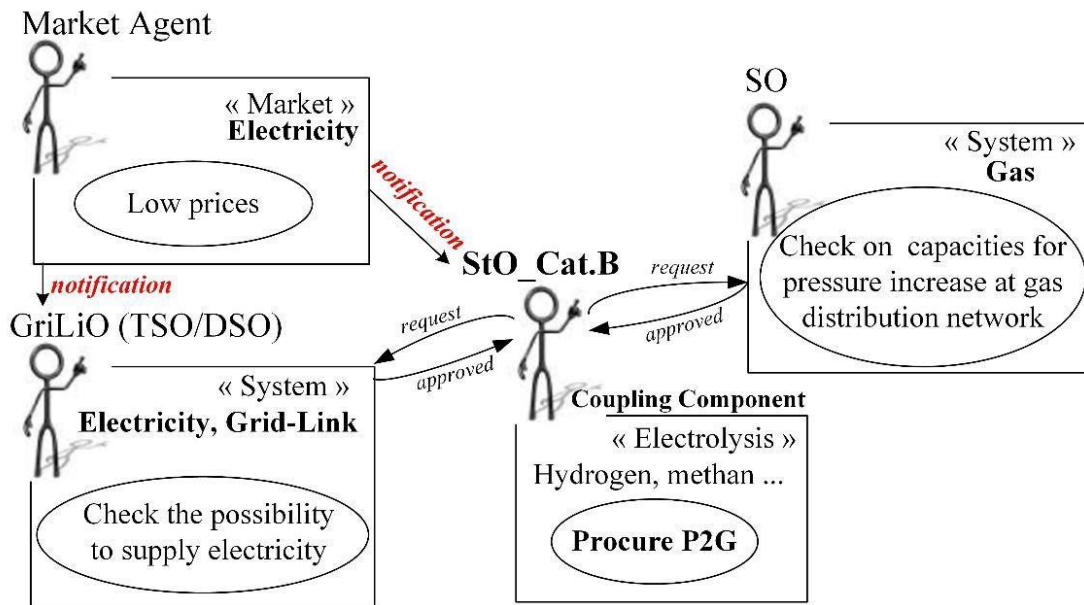 Market Agent
« Market »
Electricity
Low prices
notification
notification
GriLiO (TSO/DSO)
« System »
Electricity, Grid-Link
Check the possibility
to supply electricity
request
approved
StO_Cat.B
Coupling Component
« Electrolysis »
Hydrogen, methan ...
Procure P2G
request
approved
SO
« System »
Gas
Check on capacities for
pressure increase at gas
distribution network